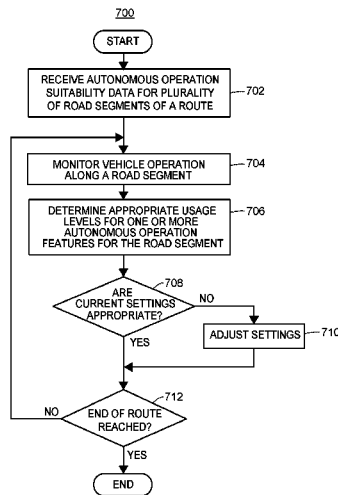 700
START
RECEIVE AUTONOMOUS OPERATION
SUITABILITY DATA FOR PLURALITY
OF ROAD SEGMENTS OF A ROUTE
702
MONITOR VEHICLE OPERATION
ALONG A ROAD SEGMENT
704
DETERMINE APPROPRIATE USAGE
LEVELS FOR ONE OR MORE
AUTONOMOUS OPERATION
FEATURES FOR THE ROAD SEGMENT
706
708
ARE
CURRENT SETTINGS
APPROPRIATE?
NO
YES
ADJUST SETTINGS
710
712
NO
END OF ROUTE
REACHED?
YES
END